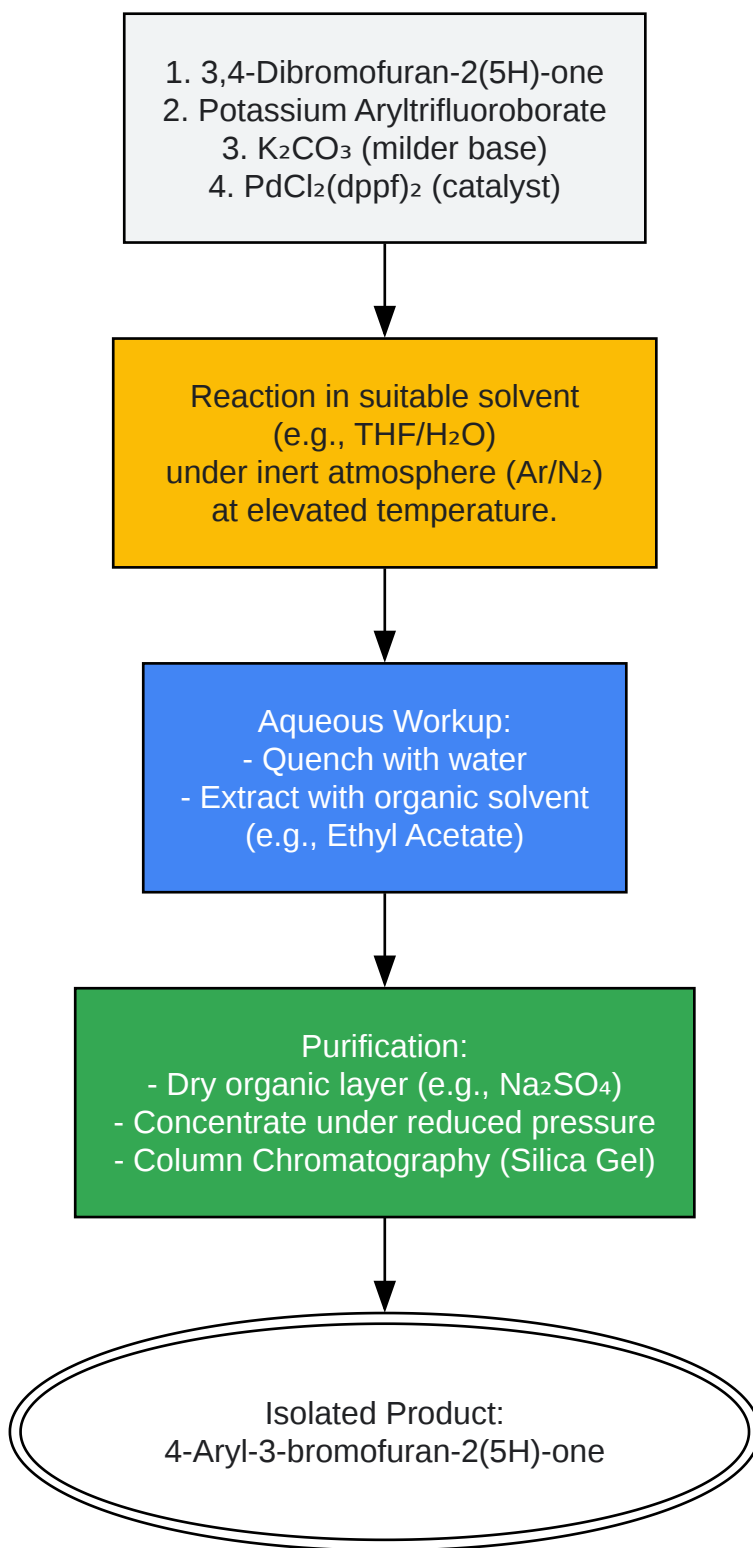 1. 3,4-Dibromofuran-2(5H)-one
2. Potassium Aryltrifluoroborate
3. K₂CO₃ (milder base)
4. PdCl₂(dppf)₂ (catalyst)
Reaction in suitable solvent
(e.g., THF/H₂O)
under inert atmosphere (Ar/N₂)
at elevated temperature.
Aqueous Workup:
- Quench with water
- Extract with organic solvent
(e.g., Ethyl Acetate)
Purification:
- Dry organic layer (e.g., Na₂SO₄)
- Concentrate under reduced pressure
- Column Chromatography (Silica Gel)
Isolated Product:
4-Aryl-3-bromofuran-2(5H)-one